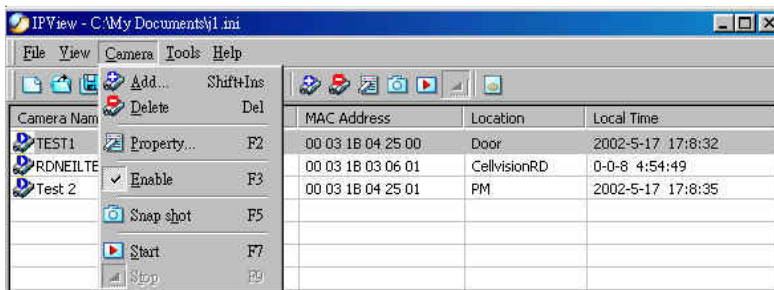 IPView - C:\My Documents\j1.ini
File View Camera Tools Help
Add... Shift+Ins
Delete Del
Property... F2
Enable F3
Snap shot F5
Start F7
Stop F9
Camera Nam MAC Address Location Local Time
TEST1 00 03 1B 04 25 00 Door 2002-5-17 17:8:32
RDNEILTE 00 03 1B 03 06 01 CellvisionRD 0-0-8 4:54:49
Test 2 00 03 1B 04 25 01 PM 2002-5-17 17:8:35